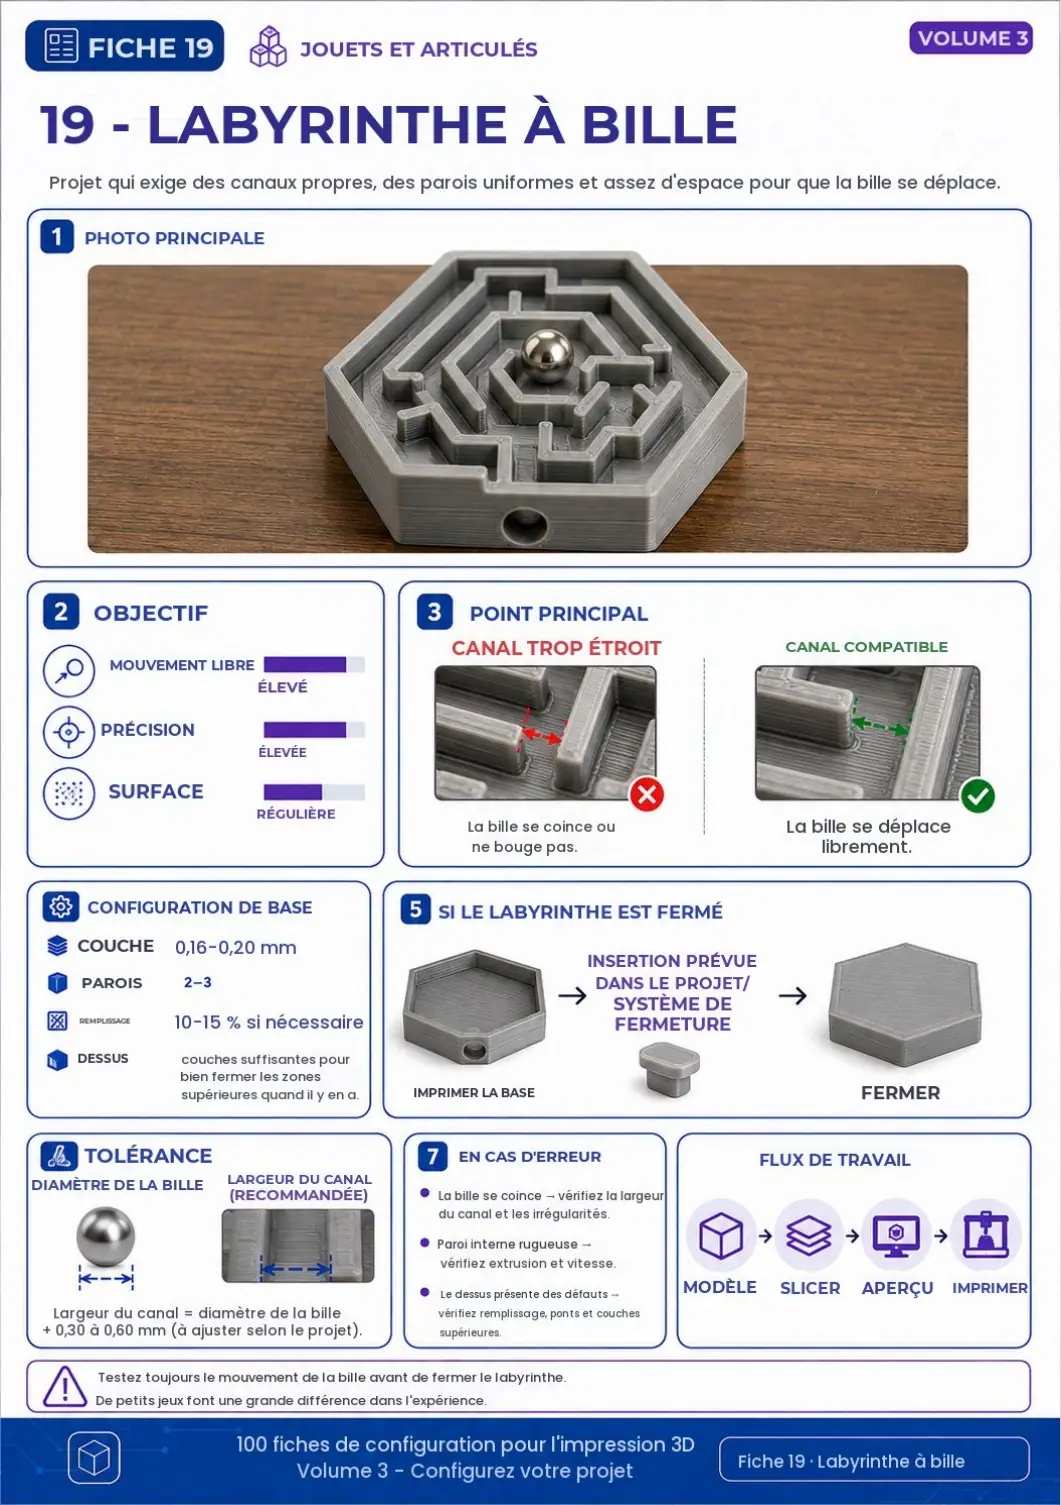 FICHE 19
JOUETS ET ARTICULÉS
VOLUME 3
19 - LABYRINTHE À BILLE
Projet qui exige des canaux propres, des parois uniformes et assez d'espace pour que la bille se déplace.
1 PHOTO PRINCIPALE
2 OBJECTIF
MOUVEMENT LIBRE
ÉLEVÉ
PRÉCISION
ÉLEVÉE
SURFACE
RÉGULIÈRE
3 POINT PRINCIPAL
CANAL TROP ÉTROIT
La bille se coince ou
ne bouge pas.
CANAL COMPATIBLE
La bille se déplace
librement.
CONFIGURATION DE BASE
COUCHE 0,16-0,20 mm
PAROIS 2-3
REMPLISSAGE 10-15 % si nécessaire
DESSUS couches suffisantes pour
bien fermer les zones
supérieures quand il y en a.
5 SI LE LABYRINTHE EST FERMÉ
IMPRIMER LA BASE
INSERTION PRÉVUE
DANS LE PROJET/
SYSTÈME DE
FERMETURE
FERMER
TOLÉRANCE
DIAMÈTRE DE LA BILLE
LARGEUR DU CANAL
(RECOMMANDÉE)
Largeur du canal = diamètre de la bille
+ 0,30 à 0,60 mm (à ajuster selon le projet).
7 EN CAS D'ERREUR
La bille se coince → vérifiez la largeur
du canal et les irrégularités.
Paroi interne rugueuse →
vérifiez extrusion et vitesse.
Le dessus présente des défauts →
vérifiez remplissage, ponts et couches
supérieures.
FLUX DE TRAVAIL
MODÈLE
SLICER
APERÇU
IMPRIMER
Testez toujours le mouvement de la bille avant de fermer le labyrinthe.
De petits jeux font une grande différence dans l'expérience.
100 fiches de configuration pour l'impression 3D
Volume 3 - Configurez votre projet
Fiche 19 · Labyrinthe à bille